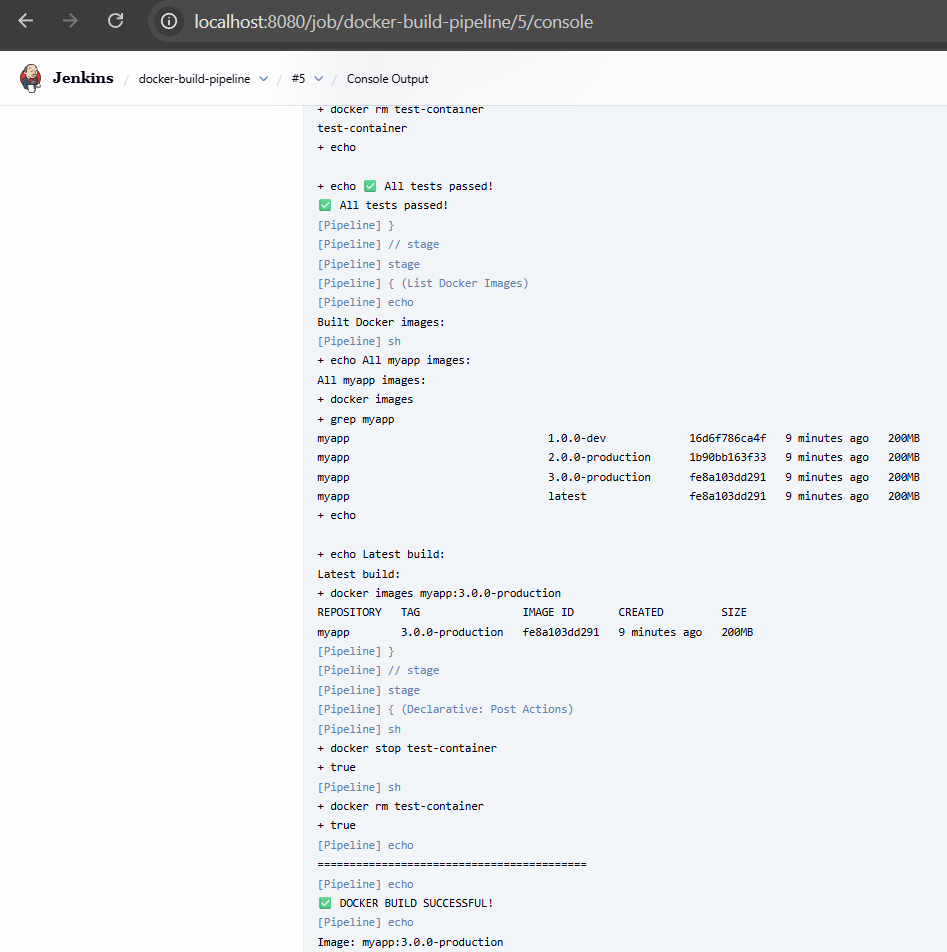 localhost:8080/job/docker-build-pipeline/5/console
Jenkins / docker-build-pipeline / #5 / Console Output
+ docker rm test-container
test-container
+ echo
+ echo ✅ All tests passed!
✅ All tests passed!
[Pipeline] }
[Pipeline] // stage
[Pipeline] stage
[Pipeline] { (List Docker Images)
[Pipeline] echo
Built Docker images:
[Pipeline] sh
+ echo All myapp images:
All myapp images:
+ docker images
+ grep myapp
myapp 1.0.0-dev 16d6f786ca4f 9 minutes ago 200MB
myapp 2.0.0-production 1b90bb163f33 9 minutes ago 200MB
myapp 3.0.0-production fe8a103dd291 9 minutes ago 200MB
myapp latest fe8a103dd291 9 minutes ago 200MB
+ echo
+ echo Latest build:
Latest build:
+ docker images myapp:3.0.0-production
REPOSITORY TAG IMAGE ID CREATED SIZE
myapp 3.0.0-production fe8a103dd291 9 minutes ago 200MB
[Pipeline] }
[Pipeline] // stage
[Pipeline] stage
[Pipeline] { (Declarative: Post Actions)
[Pipeline] sh
+ docker stop test-container
+ true
[Pipeline] sh
+ docker rm test-container
+ true
[Pipeline] echo
==========================================
[Pipeline] echo
✅ DOCKER BUILD SUCCESSFUL!
[Pipeline] echo
Image: myapp:3.0.0-production